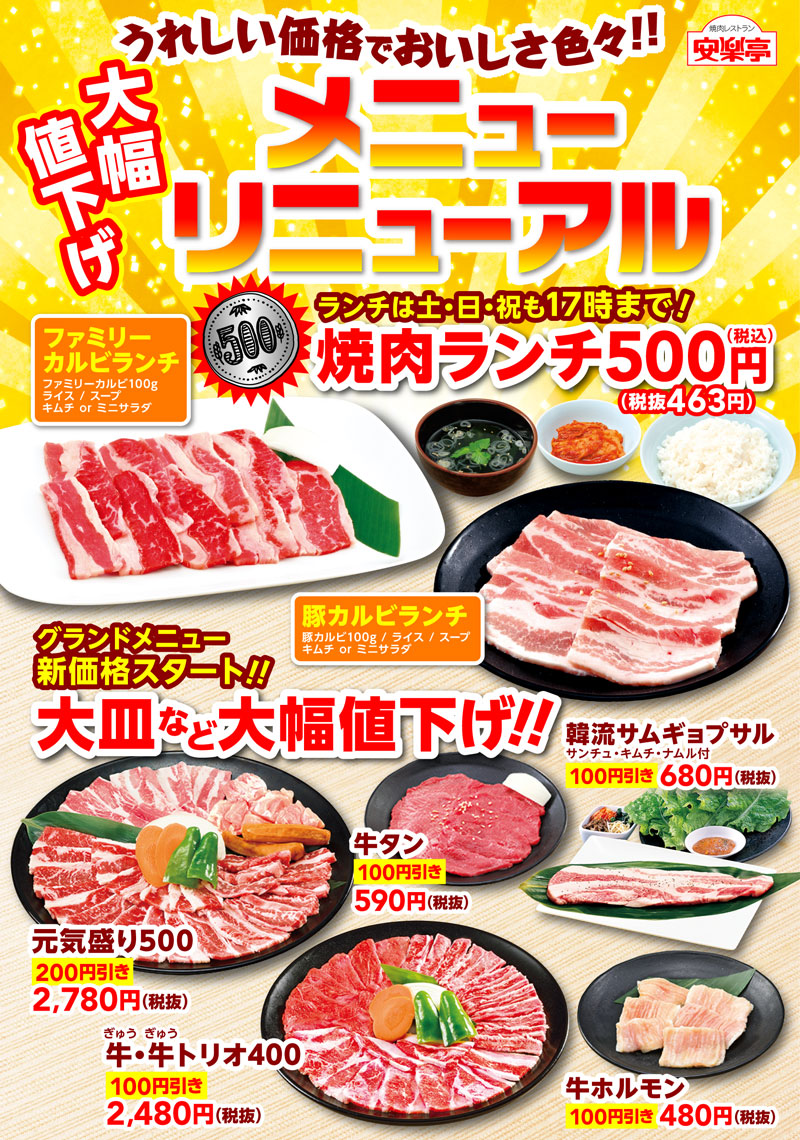 うれしい価格でおいしさ色々!!
焼肉レストラン
安楽亭
大幅
値下げ
メニュー
リニューアル
ランチは土・日・祝も17時まで!
ファミリー
カルビランチ
ファミリーカルビ100g
ライス / スープ
キムチ or ミニサラダ
500
焼肉ランチ500円(税込)
(税抜463円)
豚カルビランチ
豚カルビ100g / ライス / スープ
キムチ or ミニサラダ
グランドメニュー
新価格スタート!!
大皿など大幅値下げ!!
韓流サムギョプサル
サンチュ・キムチ・ナムル付
100円引き 680円(税抜)
牛タン
100円引き
590円(税抜)
元気盛り500
200円引き
2,780円(税抜)
ぎゅう ぎゅう
牛・牛トリオ400
100円引き
2,480円(税抜)
牛ホルモン
100円引き 480円(税抜)